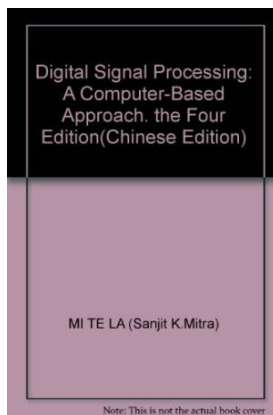 Digital Signal Processing:
A Computer-Based
Approach. the Four
Edition(Chinese Edition)
MI TE LA (Sanjit K.Mitra)
Note: This is not the actual book cover